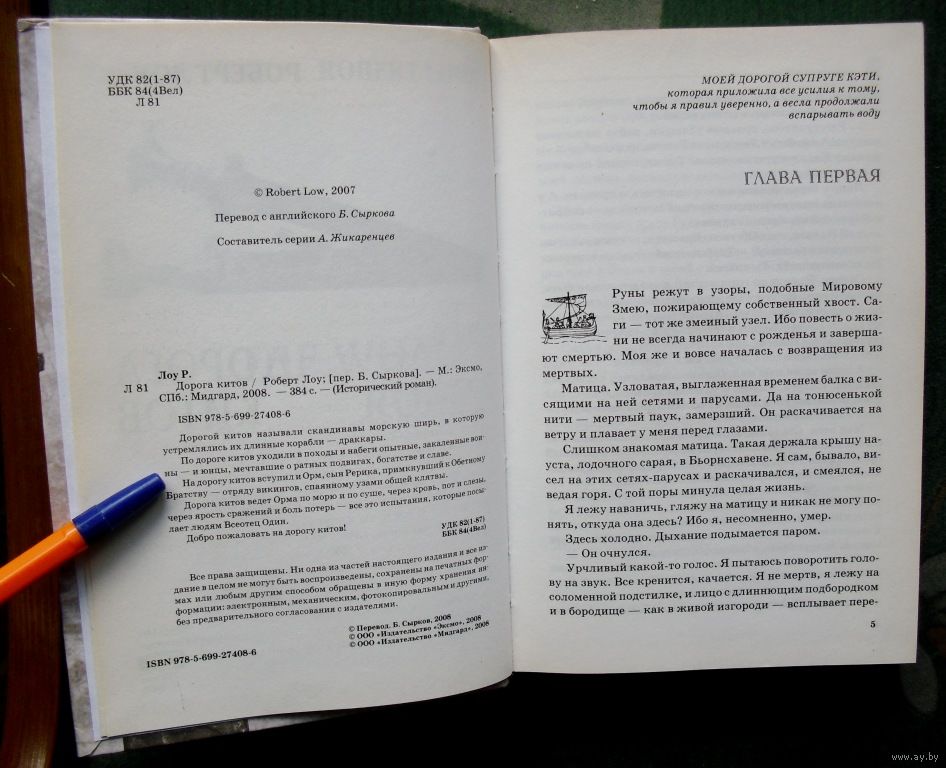 УДК 82(1-87)
ББК 84(4Вел)
Л 81
© Robert Low, 2007
Перевод с английского Б. Сыркова
Составитель серии А. Жикаренцев
Лоу Р.
Л 81 Дорога китов / Роберт Лоу; [пер. Б. Сыркова]. — М.: Эксмо,
СПб.: Мидгард, 2008. — 384 с. — (Исторический роман).
ISBN 978-5-699-27408-6
Дорогой китов называли скандинавы морскую ширь, в которую
устремлялись их длинные корабли — драккары.
По дороге китов уходили в походы и набеги опытные, закаленные вои-
ны — и юнцы, мечтавшие о ратных подвигах, богатстве и славе.
На дорогу китов вступил и Орм, сын Рерика, примкнувший к Обетному
Братству — отряду викингов, спаянному узами общей клятвы.
Дорога китов ведет Орма по морю и по суше, через кровь, пот и слезы,
через ярость сражений и боль потерь — все это испытания, которые посы-
лает людям Всеотец Один.
Добро пожаловать на дорогу китов!
УДК 82(1-87)
ББК 84(4Вел)
Все права защищены. Ни одна из частей настоящего издания и все из-
дание в целом не могут быть воспроизведены, сохранены на печатных фор-
мах или любым другим способом обращены в иную форму хранения ин-
формации: электронным, механическим, фотокопировальным и другими,
без предварительного согласования с издателями.
© Перевод. Б. Сырков, 2008
© ООО «Издательство «Эксмо», 2008
© ООО «Издательство «Мидгард», 2008
ISBN 978-5-699-27408-6
МОЕЙ ДОРОГОЙ СУПРУГЕ КЭТИ,
которая приложила все усилия к тому,
чтобы я правил уверенно, а весла продолжали
вспарывать воду
ГЛАВА ПЕРВАЯ
Руны режут в узоры, подобные Мировому
Змею, пожирающему собственный хвост. Са-
ги — тот же змеиный узел. Ибо повесть о жиз-
ни не всегда начинают с рожденья и заверша-
ют смертью. Моя же и вовсе началась с возвращения из
мертвых.
Матица. Узловатая, выглаженная временем балка с ви-
сящими на ней сетями и парусами. Да на тонюсенькой
нити — мертвый паук, замерзший. Он раскачивается на
ветру и плавает у меня перед глазами.
Слишком знакомая матица. Такая держала крышу на-
уста, лодочного сарая, в Бьорнсхавене. Я сам, бывало, ви-
сел на этих сетях-парусах и раскачивался, и смеялся, не
ведая горя. С той поры минула целая жизнь.
Я лежу навзничь, гляжу на матицу и никак не могу по-
нять, откуда она здесь? Ибо я, несомненно, умер.
Здесь холодно. Дыхание подымается паром.
— Он очнулся.
Урчливый какой-то голос. Я пытаюсь поворотить голо-
ву на звук. Все кренится, качается. Я не мертв, я лежу на
соломенной подстилке, и лицо с длиннющим подбородком
и в бородище — как в живой изгороди — всплывает пере-
5
www.ay.by